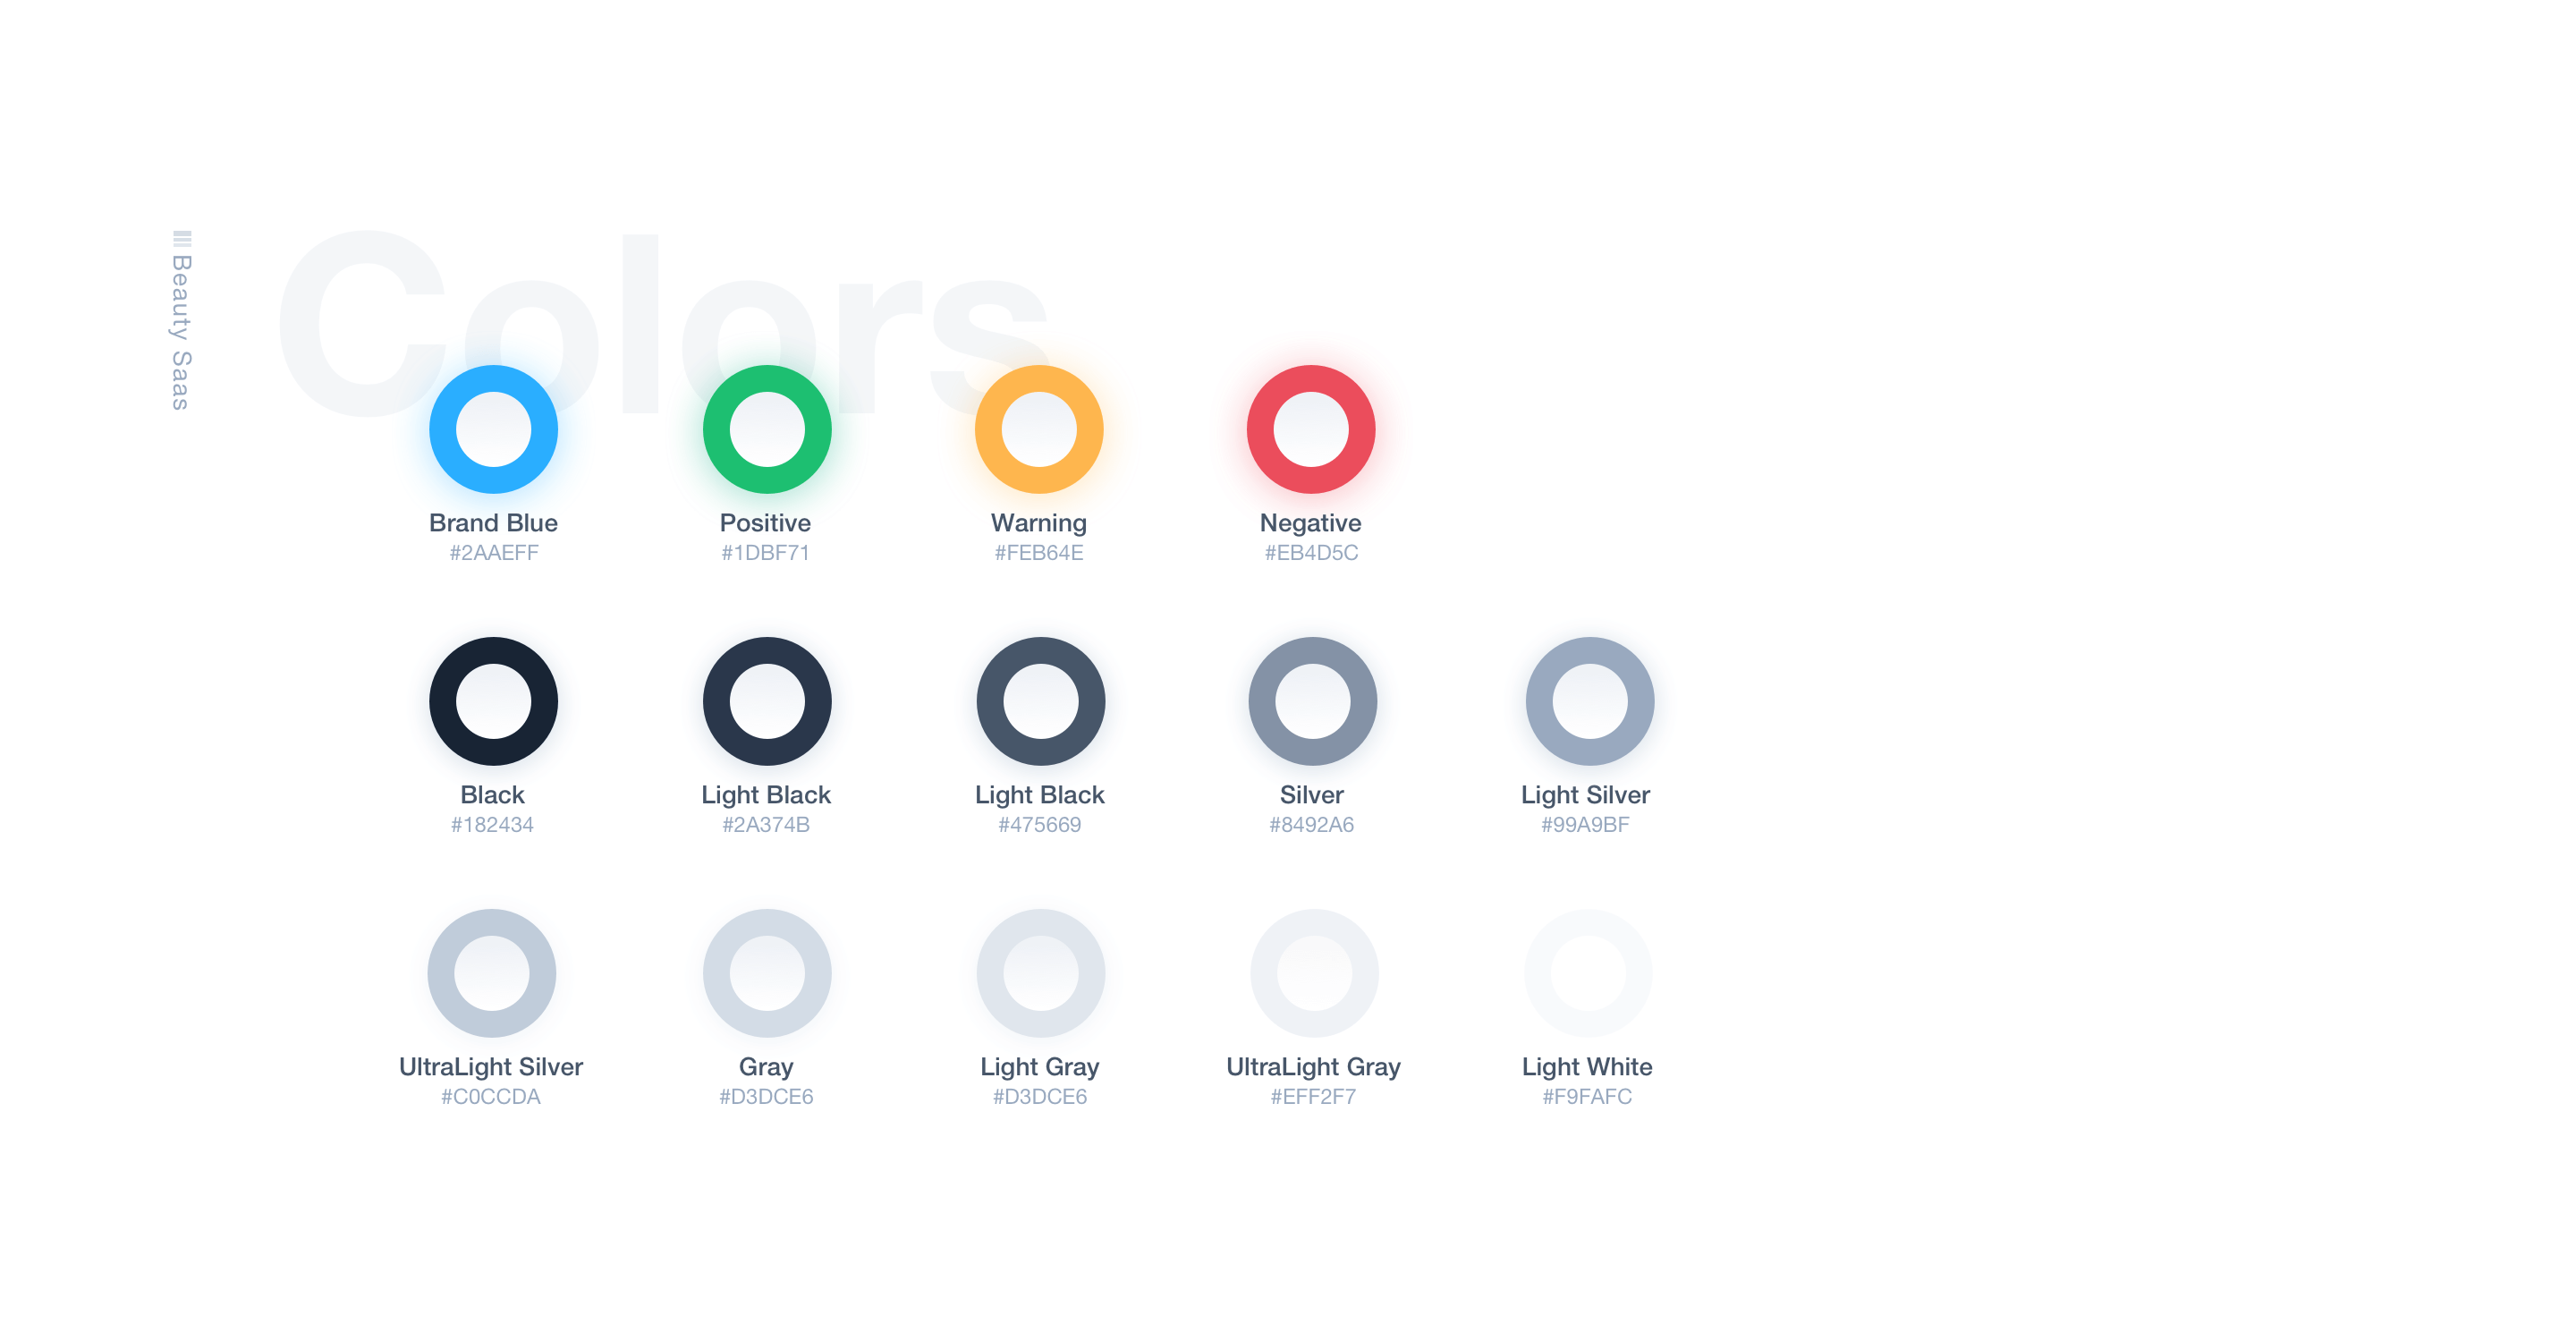 Beauty Saas
Colors
Brand Blue
#2AAEFF
Positive
#1DBF71
Warning
#FEB64E
Negative
#EB4D5C
Black
#182434
Light Black
#2A374B
Light Black
#475669
Silver
#8492A6
Light Silver
#99A9BF
UltraLight Silver
#C0CCDA
Gray
#D3DCE6
Light Gray
#D3DCE6
UltraLight Gray
#EFF2F7
Light White
#F9FAFC